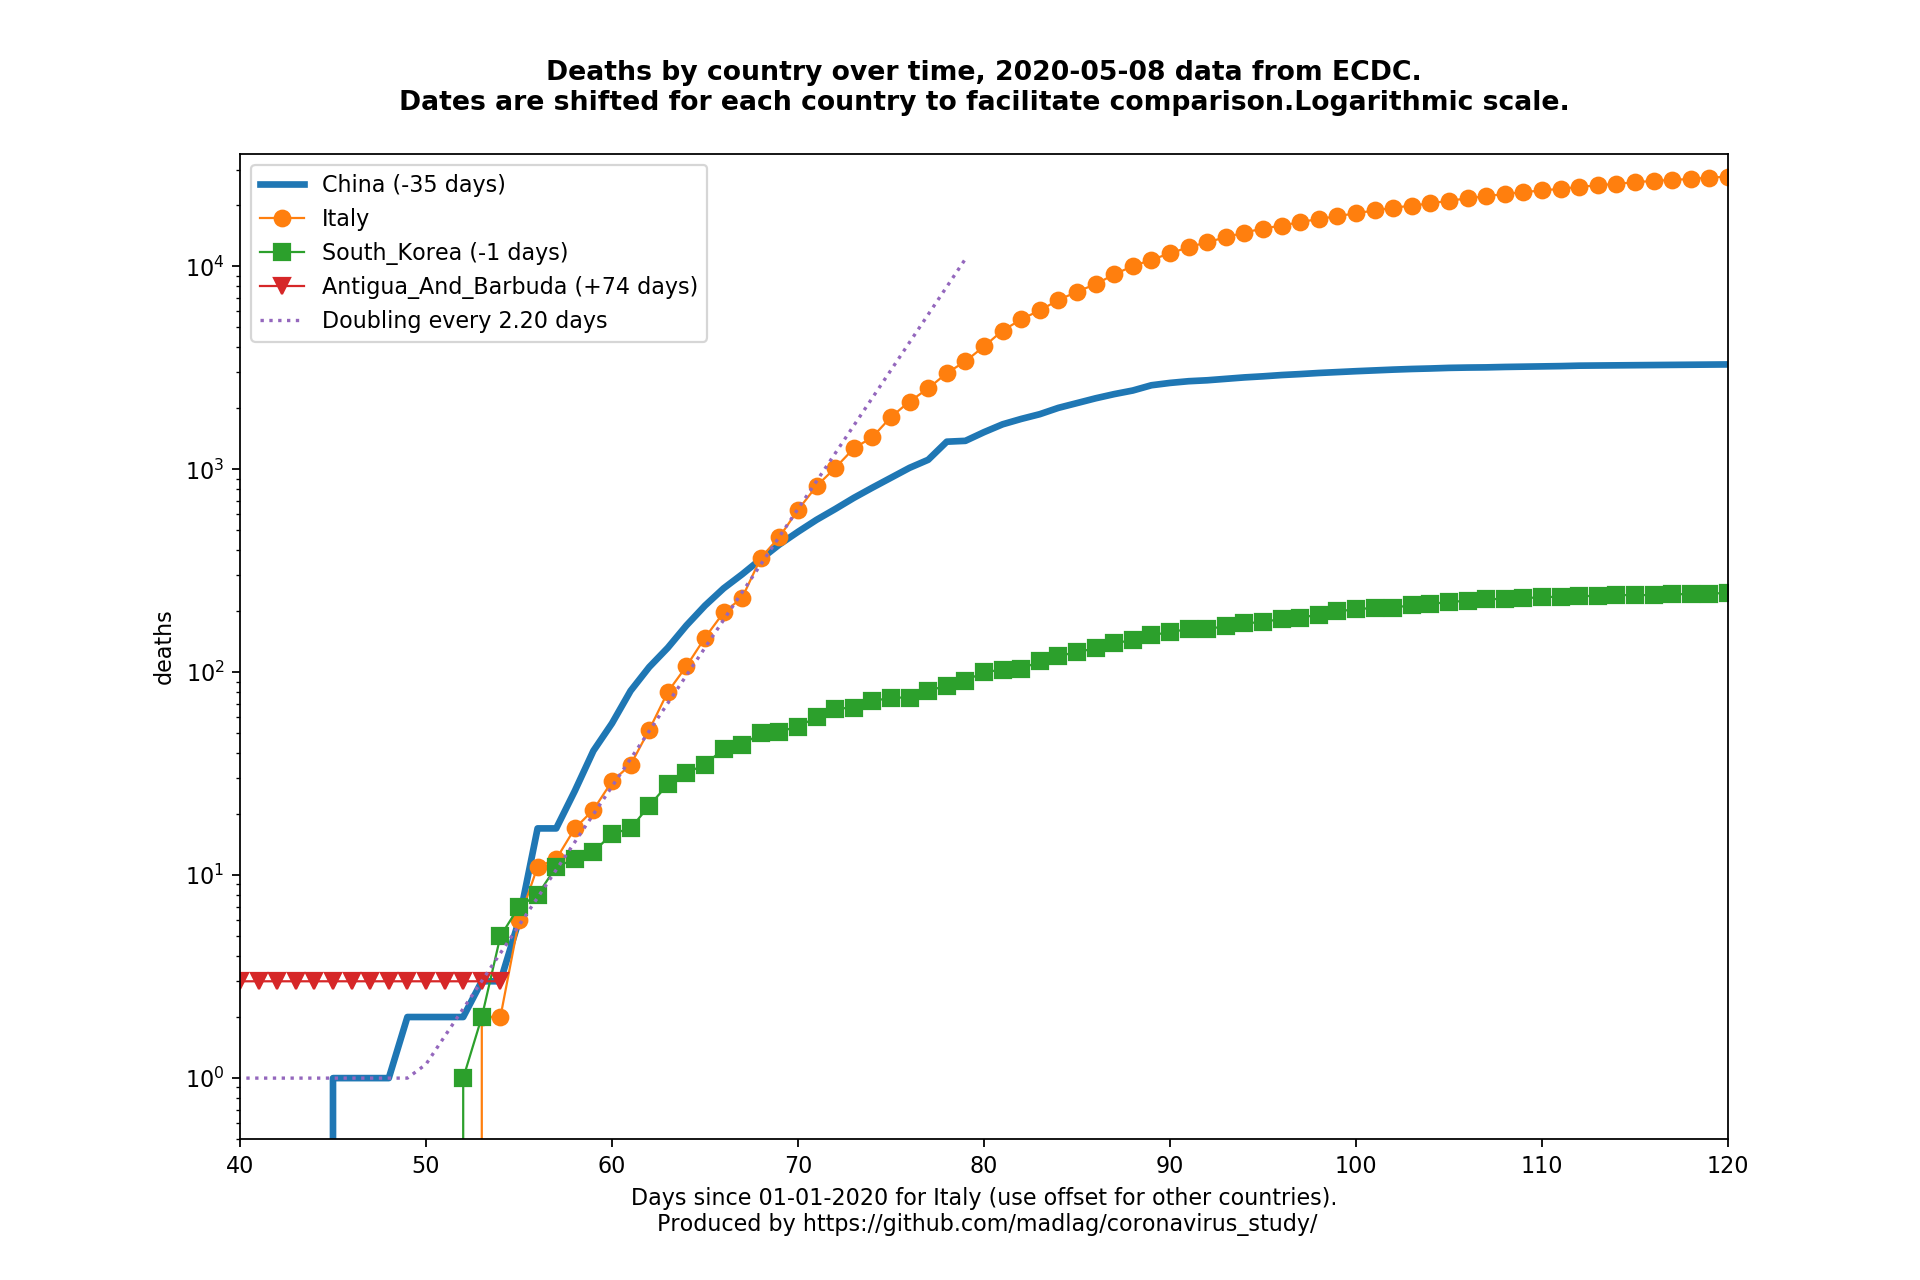 Deaths by country over time, 2020-05-08 data from ECDC.
Dates are shifted for each country to facilitate comparison.Logarithmic scale.
China (-35 days)
Italy
South_Korea (-1 days)
Antigua_And_Barbuda (+74 days)
Doubling every 2.20 days
deaths
10⁴
10³
10²
10¹
10⁰
40 50 60 70 80 90 100 110 120
Days since 01-01-2020 for Italy (use offset for other countries).
Produced by https://github.com/madlag/coronavirus_study/